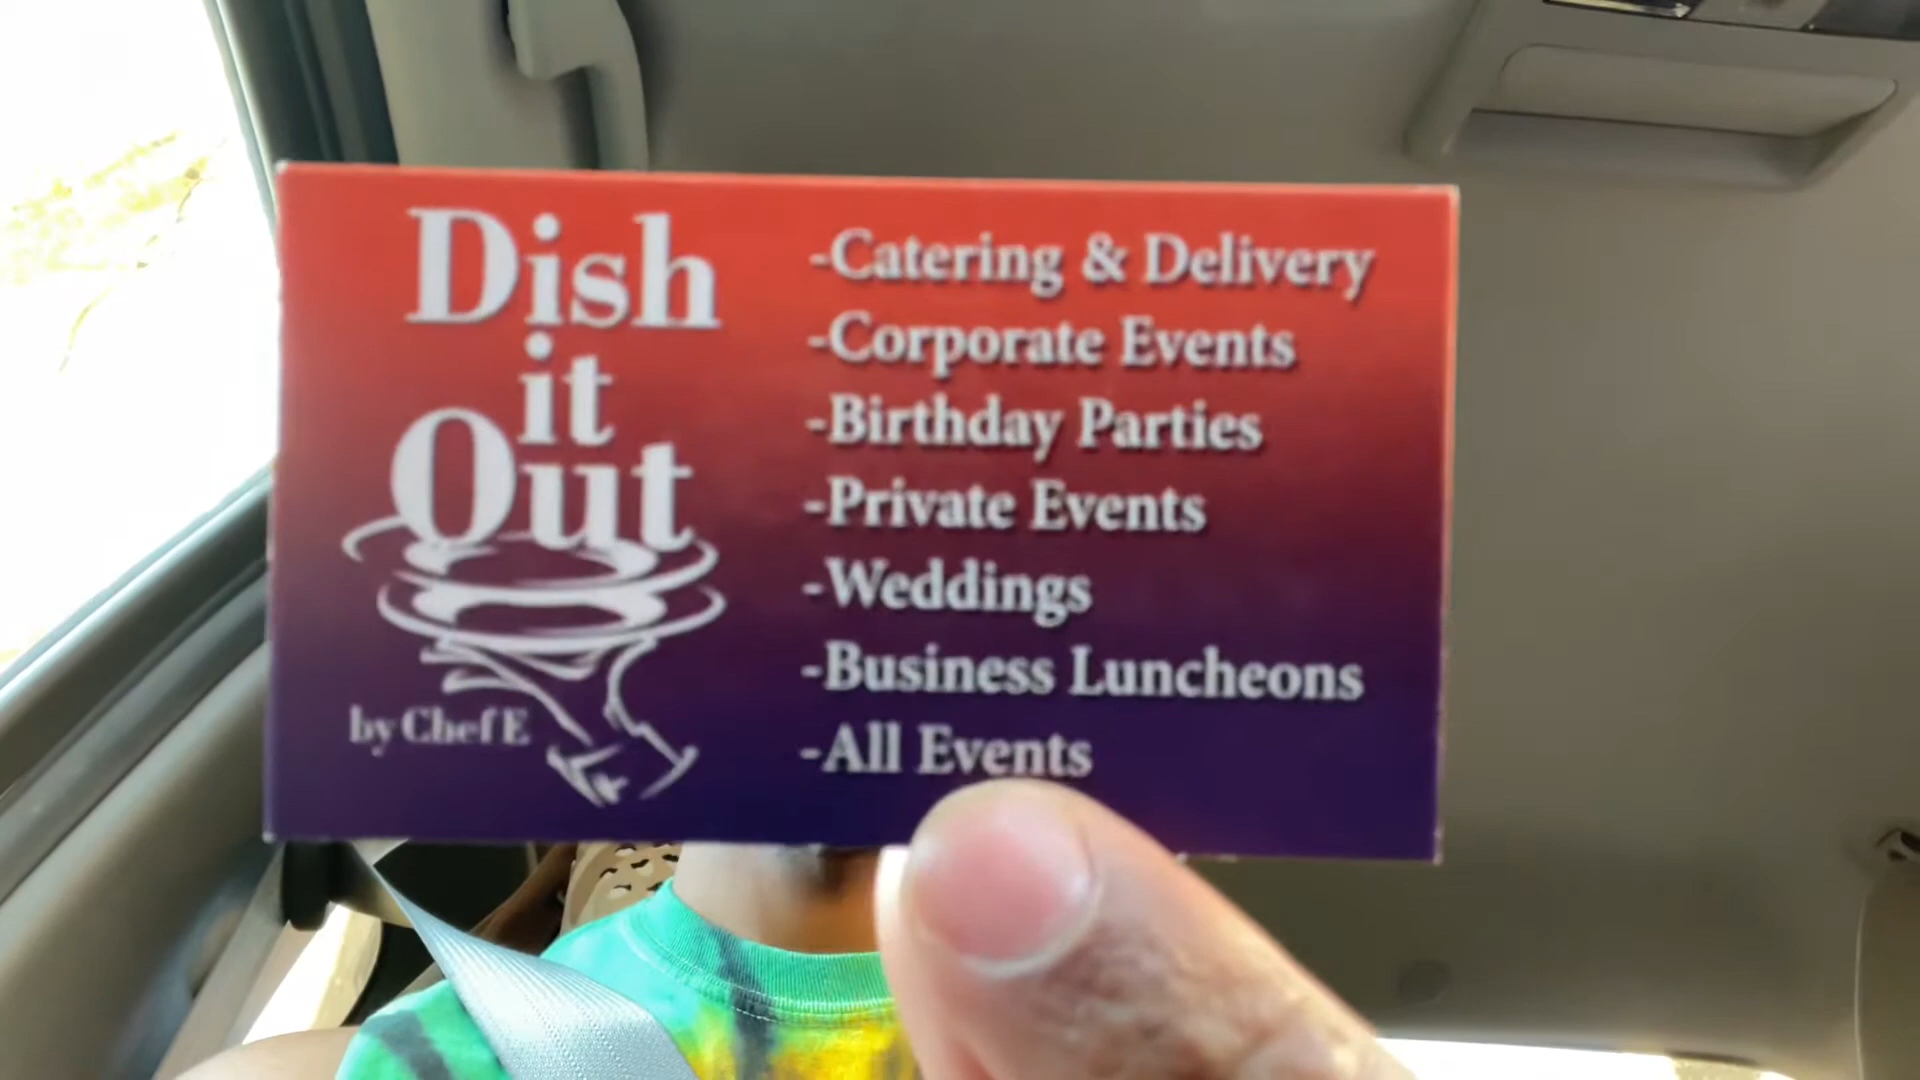 Dish
it
Out
by Chef E
-Catering & Delivery
-Corporate Events
-Birthday Parties
-Private Events
-Weddings
-Business Luncheons
-All Events